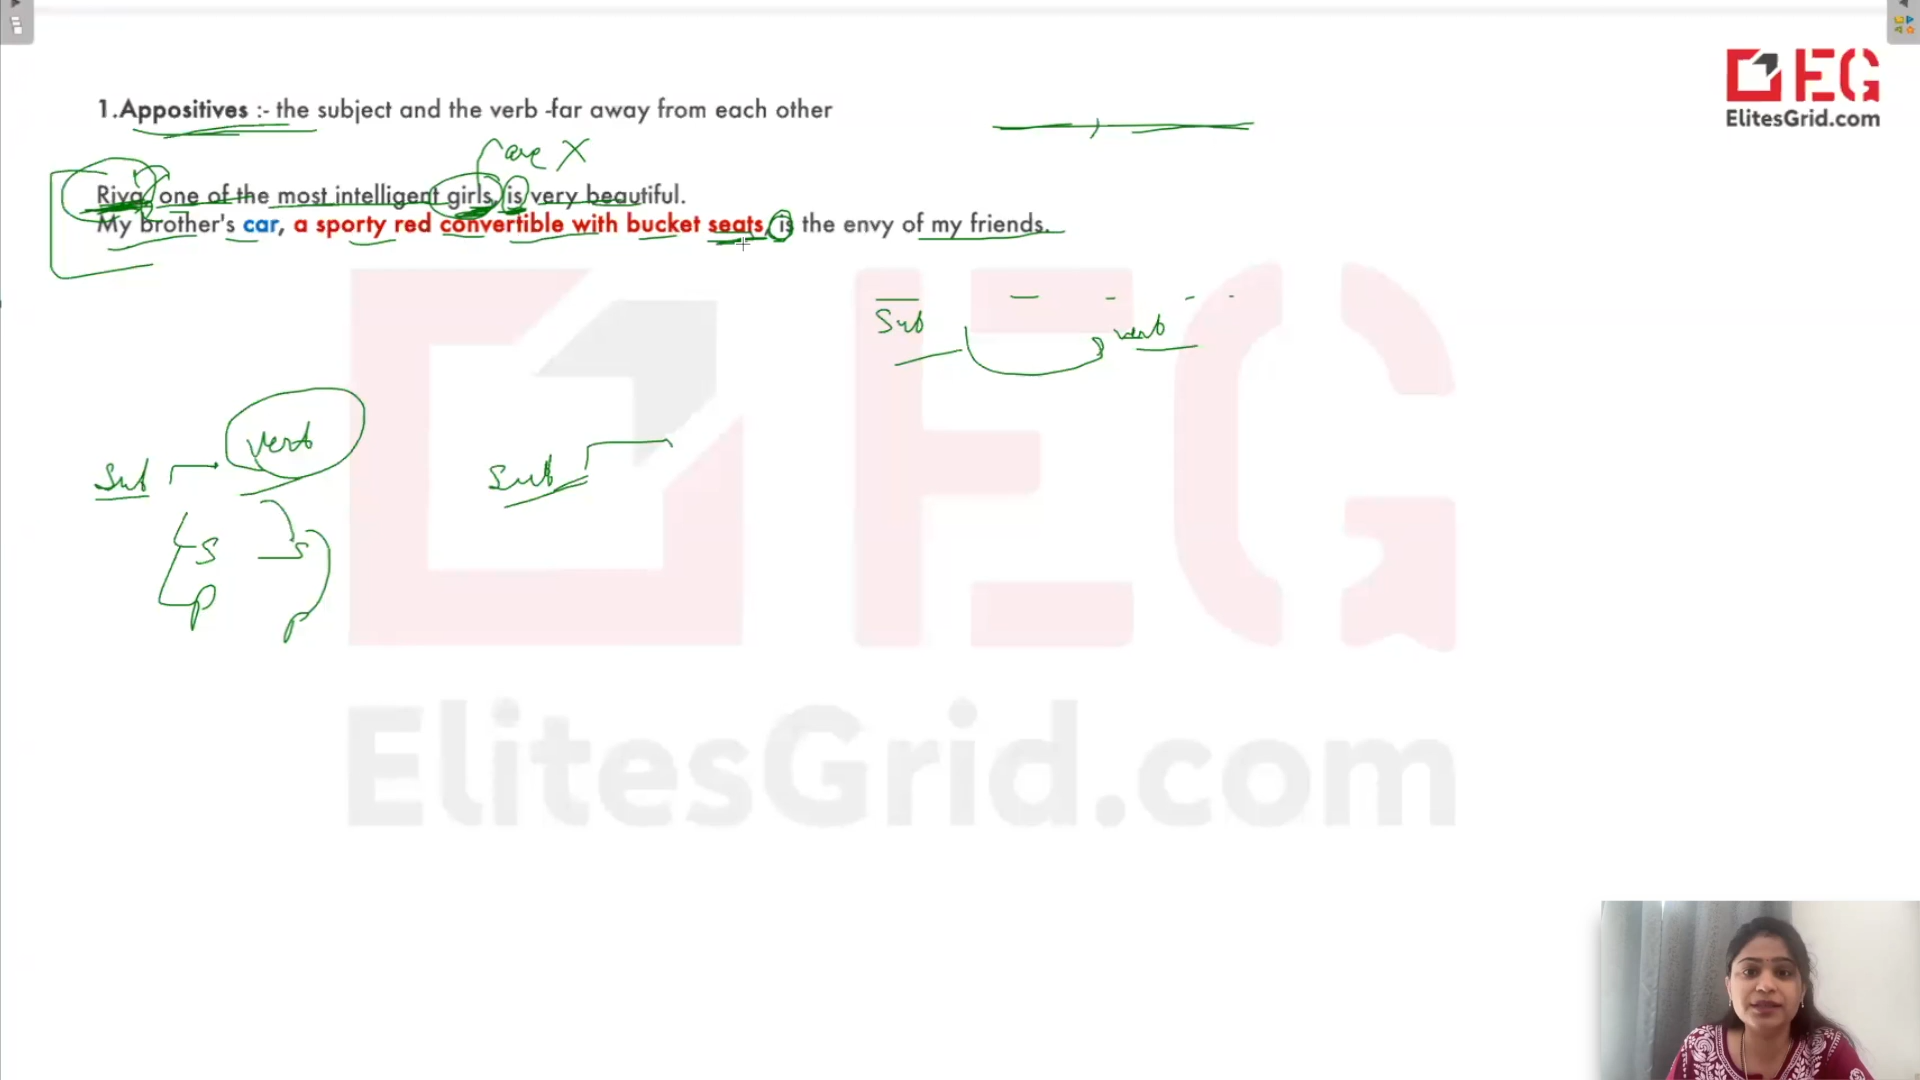 EG
ElitesGrid.com
1.Appositives :- the subject and the verb -far away from each other
are X
Riya, one of the most intelligent girls, is very beautiful.
My brother's car, a sporty red convertible with bucket seats, is the envy of my friends.
Sub verb
Sub verb Sub
S S
P P
EG
ElitesGrid.com